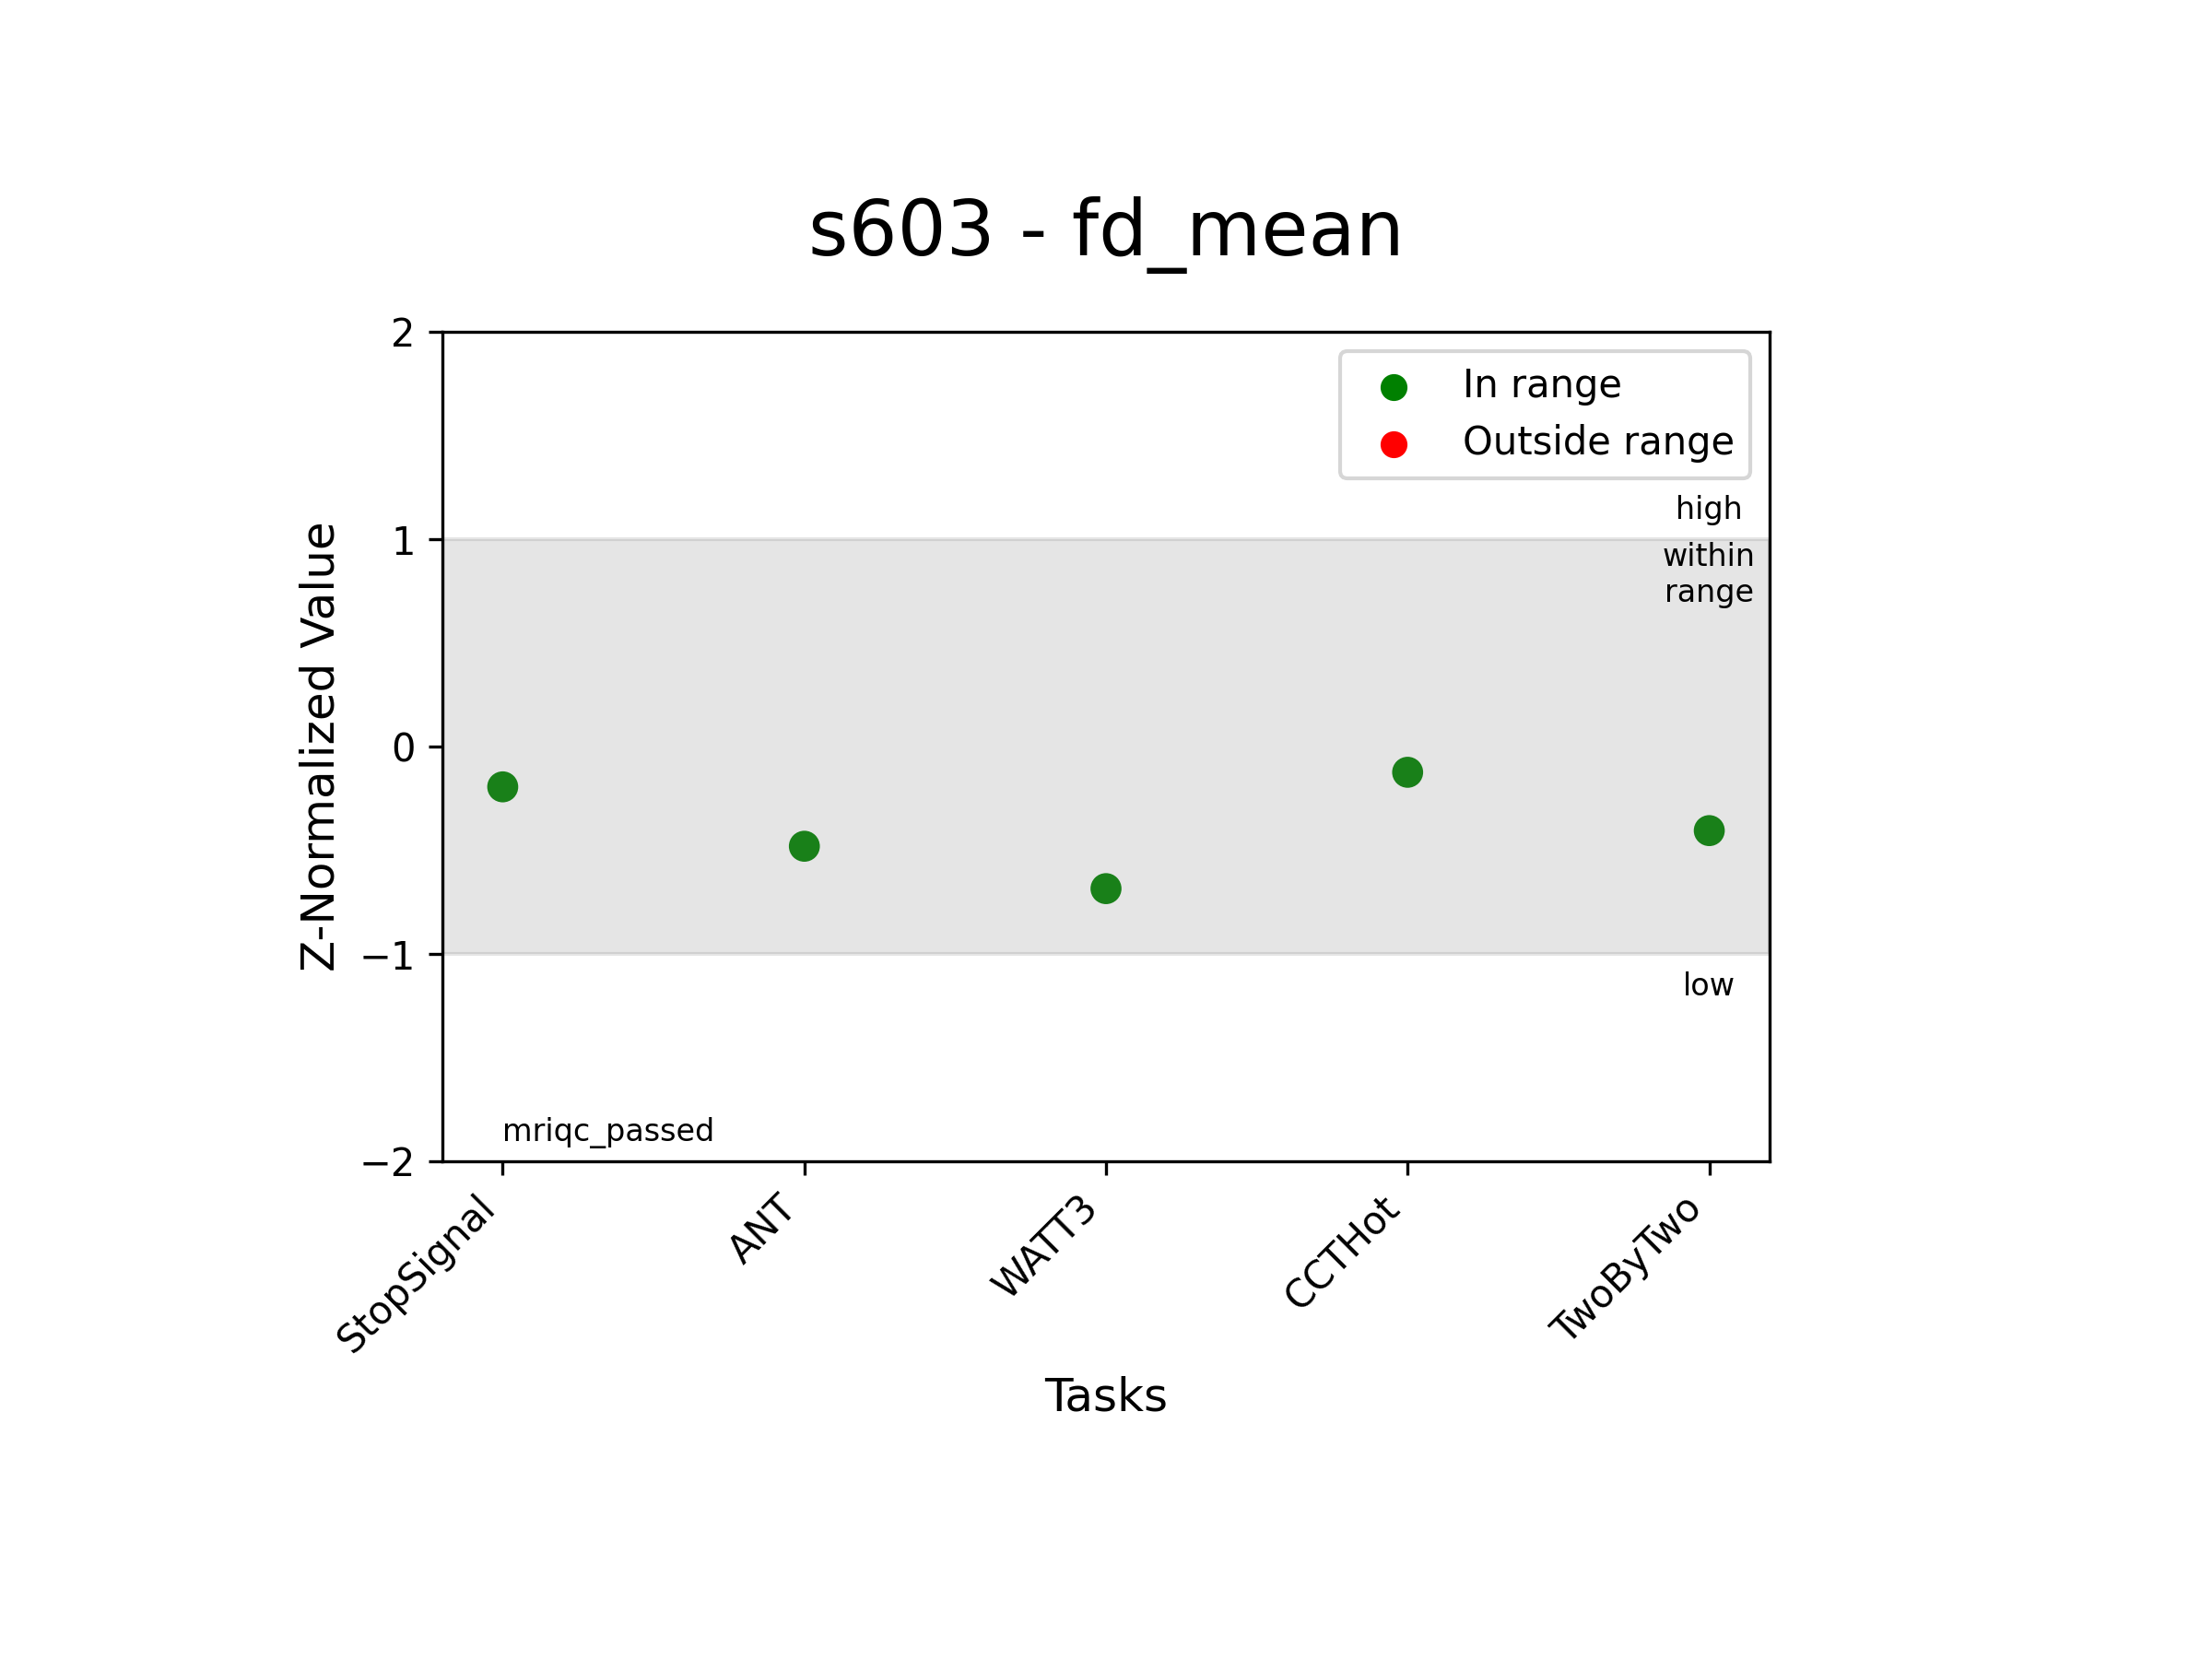 s603 - fd_mean
2
In range
Outside range
high
1
within
range
Z-Normalized Value
0
−1
low
mriqc_passed
−2
StopSignal
ANT
WATT3
CCTHot
TwoByTwo
Tasks